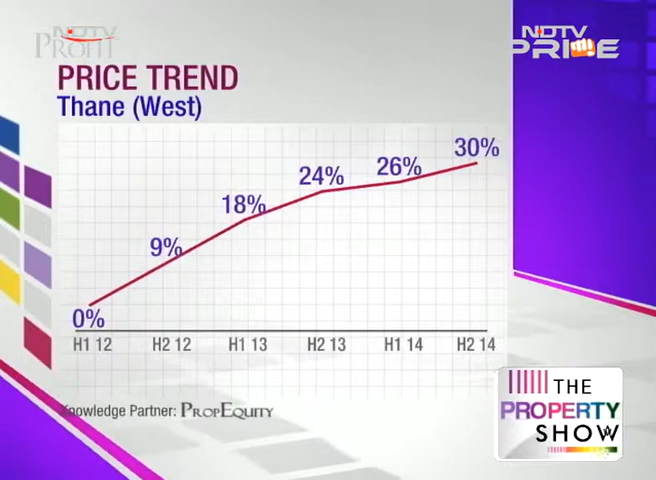 NDTV
PROFIT
NDTV
PRIME
PRICE TREND
Thane (West)
30%
26%
24%
18%
9%
0%
H1 12 H2 12 H1 13 H2 13 H1 14 H2 14
THE
PROPERTY
SHOW
Knowledge Partner: PROPEQUITY